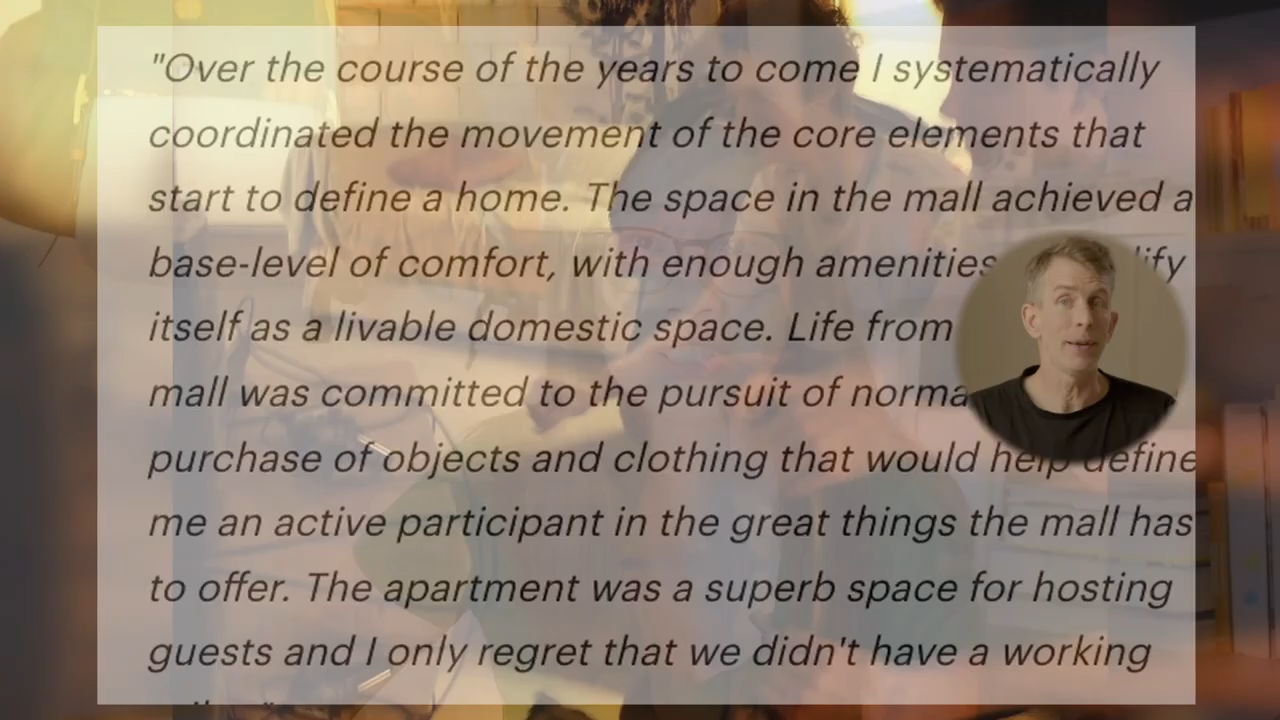 "Over the course of the years to come I systematically
coordinated the movement of the core elements that
start to define a home. The space in the mall achieved a
base-level of comfort, with enough amenities
itself as a livable domestic space. Life from
mall was committed to the pursuit of
purchase of objects and clothing that would help define
me an active participant in the great things the mall has
to offer. The apartment was a superb space for hosting
guests and I only regret that we didn't have a working